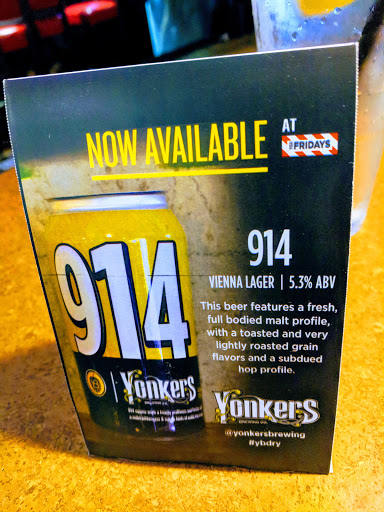 NOW AVAILABLE AT
TGI FRIDAYS
914
914
VIENNA LAGER | 5.3% ABV
This beer features a fresh,
full bodied malt profile,
with a toasted and very
lightly roasted grain
flavors and a subdued
hop profile.
Yonkers
BREWING CO.
Yonkers
BREWING CO.
@yonkersbrewing
#ybdry